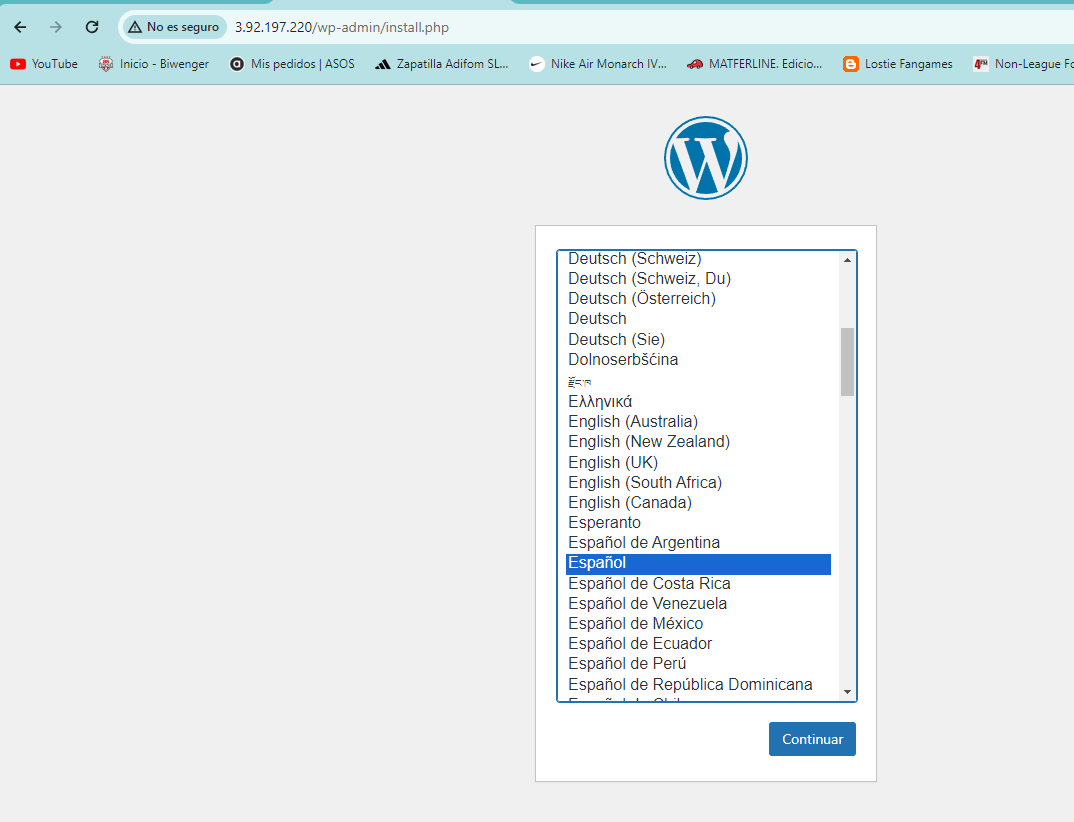 No es seguro 3.92.197.220/wp-admin/install.php
YouTube Inicio - Biwenger Mis pedidos | ASOS Zapatilla Adifom SL... Nike Air Monarch IV... MATFERLINE. Edicio... Lostie Fangames Non-League Fo
Deutsch (Schweiz)
Deutsch (Schweiz, Du)
Deutsch (Österreich)
Deutsch
Deutsch (Sie)
Dolnoserbšćina
རྫོང་ཁ
Ελληνικά
English (Australia)
English (New Zealand)
English (UK)
English (South Africa)
English (Canada)
Esperanto
Español de Argentina
Español
Español de Costa Rica
Español de Venezuela
Español de México
Español de Ecuador
Español de Perú
Español de República Dominicana
Continuar